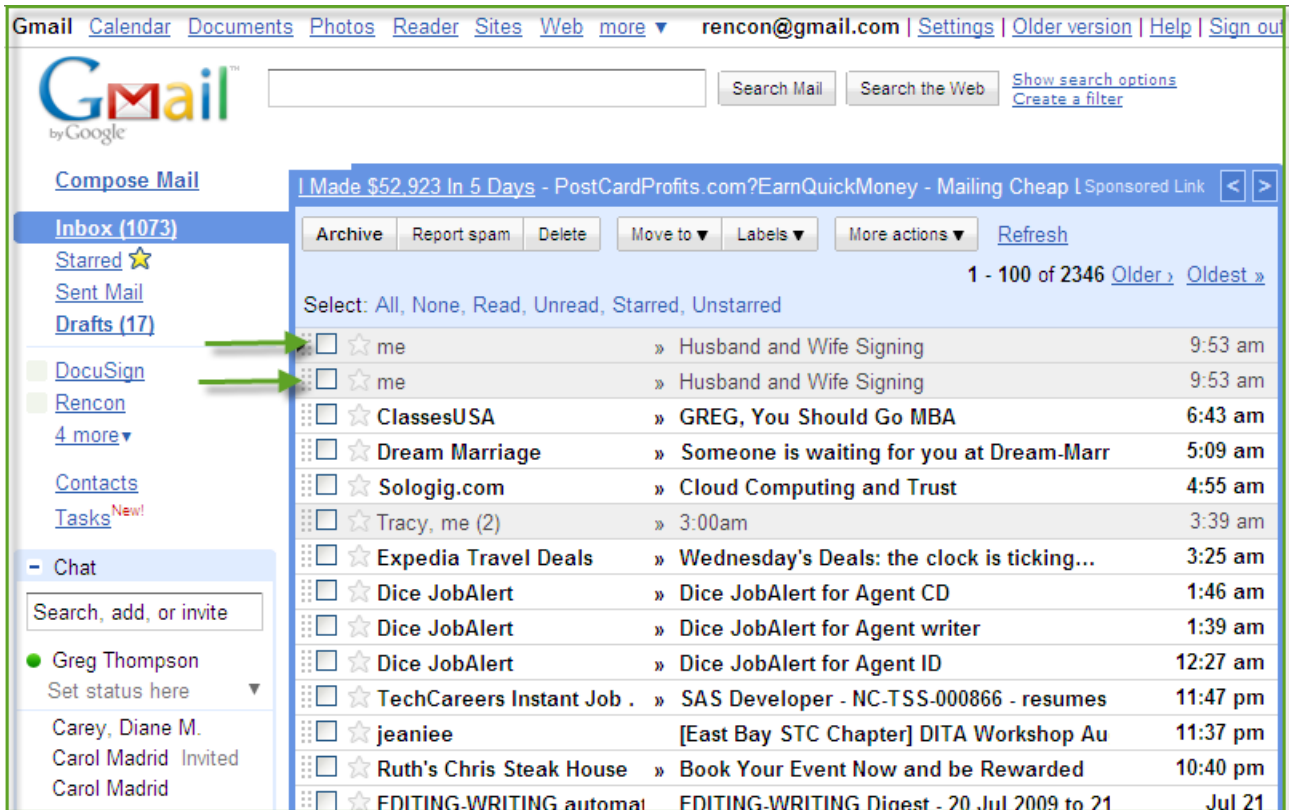 Gmail Calendar Documents Photos Reader Sites Web more ▼ rencon@gmail.com | Settings | Older version | Help | Sign out
Gmail™
by Google
Search Mail Search the Web Show search options
Create a filter
Compose Mail
I Made $52,923 In 5 Days - PostCardProfits.com?EarnQuickMoney - Mailing Cheap Sponsored Link < >
Inbox (1073)
Starred
Sent Mail
Drafts (17)
DocuSign
Rencon
4 more ▾
Contacts
Tasks New!
– Chat
Search, add, or invite
Greg Thompson
Set status here ▼
Carey, Diane M.
Carol Madrid Invited
Carol Madrid
Archive Report spam Delete Move to ▼ Labels ▼ More actions ▼ Refresh
1 - 100 of 2346 Older › Oldest »
Select: All, None, Read, Unread, Starred, Unstarred
me » Husband and Wife Signing 9:53 am
me » Husband and Wife Signing 9:53 am
ClassesUSA » GREG, You Should Go MBA 6:43 am
Dream Marriage » Someone is waiting for you at Dream-Marr 5:09 am
Sologig.com » Cloud Computing and Trust 4:55 am
Tracy, me (2) » 3:00am 3:39 am
Expedia Travel Deals » Wednesday's Deals: the clock is ticking... 3:25 am
Dice JobAlert » Dice JobAlert for Agent CD 1:46 am
Dice JobAlert » Dice JobAlert for Agent writer 1:39 am
Dice JobAlert » Dice JobAlert for Agent ID 12:27 am
TechCareers Instant Job . » SAS Developer - NC-TSS-000866 - resumes 11:47 pm
jeaniee [East Bay STC Chapter] DITA Workshop Au 11:37 pm
Ruth's Chris Steak House » Book Your Event Now and be Rewarded 10:40 pm
EDITING-WRITING automat EDITING-WRITING Digest - 20 Jul 2009 to 21 Jul 21